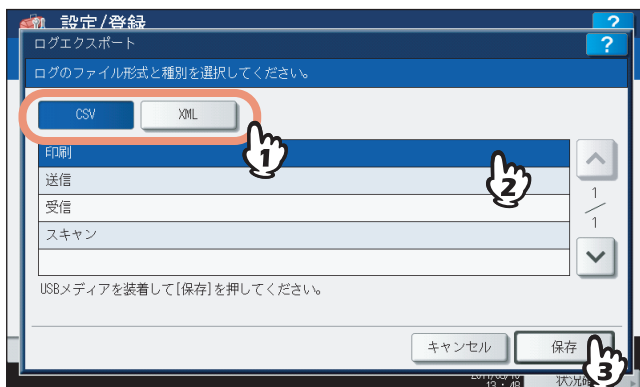 設定/登録
?
ログエクスポート
?
ログのファイル形式と種別を選択してください。
CSV
XML
1
印刷
2
送信
受信
スキャン
1
1
USBメディアを装着して[保存]を押してください。
キャンセル
保存
3
13:48
状況確